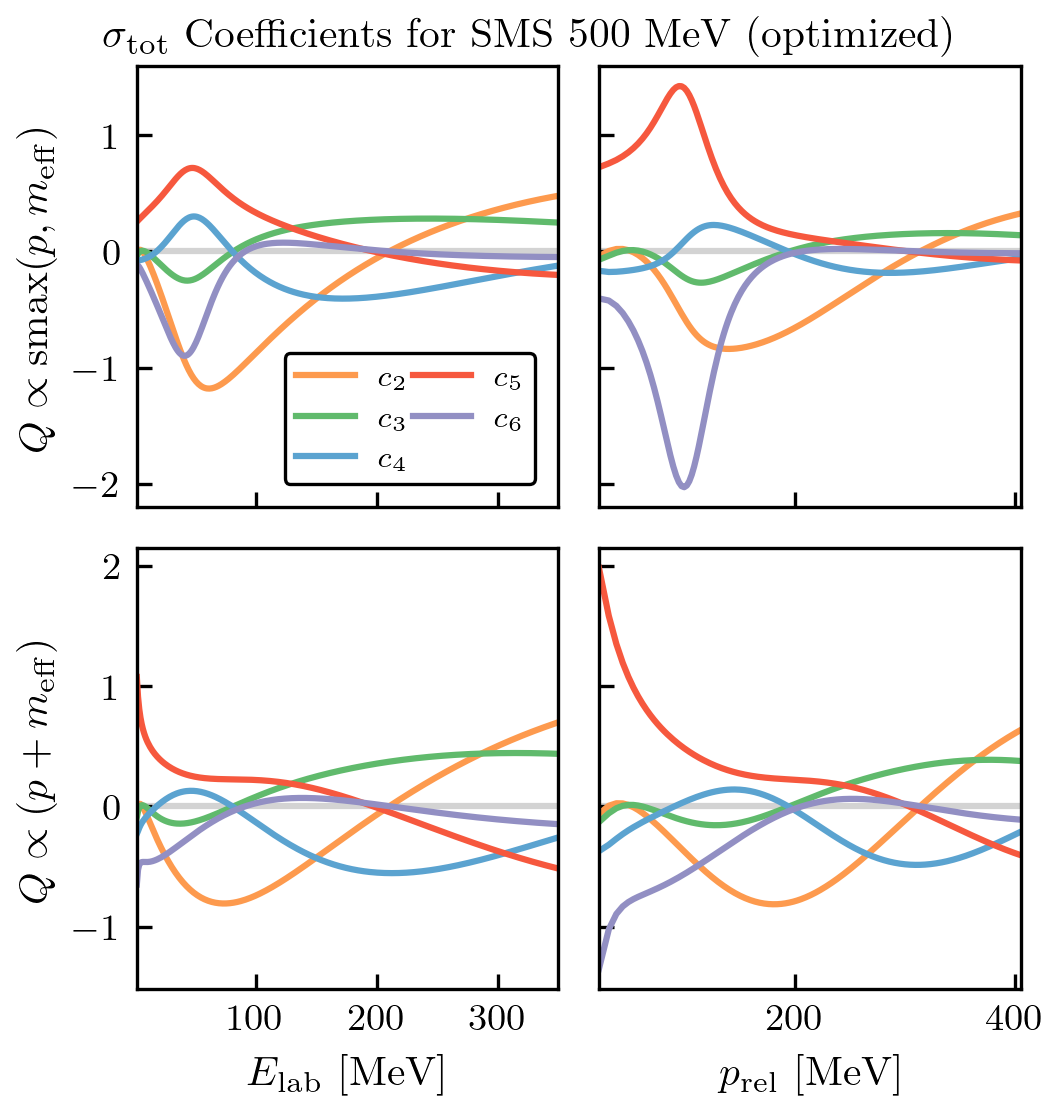 σ_tot Coefficients for SMS 500 MeV (optimized)
Q ∝ smax(p, m_eff)
1
0
−1
−2
c_2 c_5
c_3 c_6
c_4
Q ∝ (p + m_eff)
2
1
0
−1
100 200 300
200 400
E_lab [MeV]
p_rel [MeV]